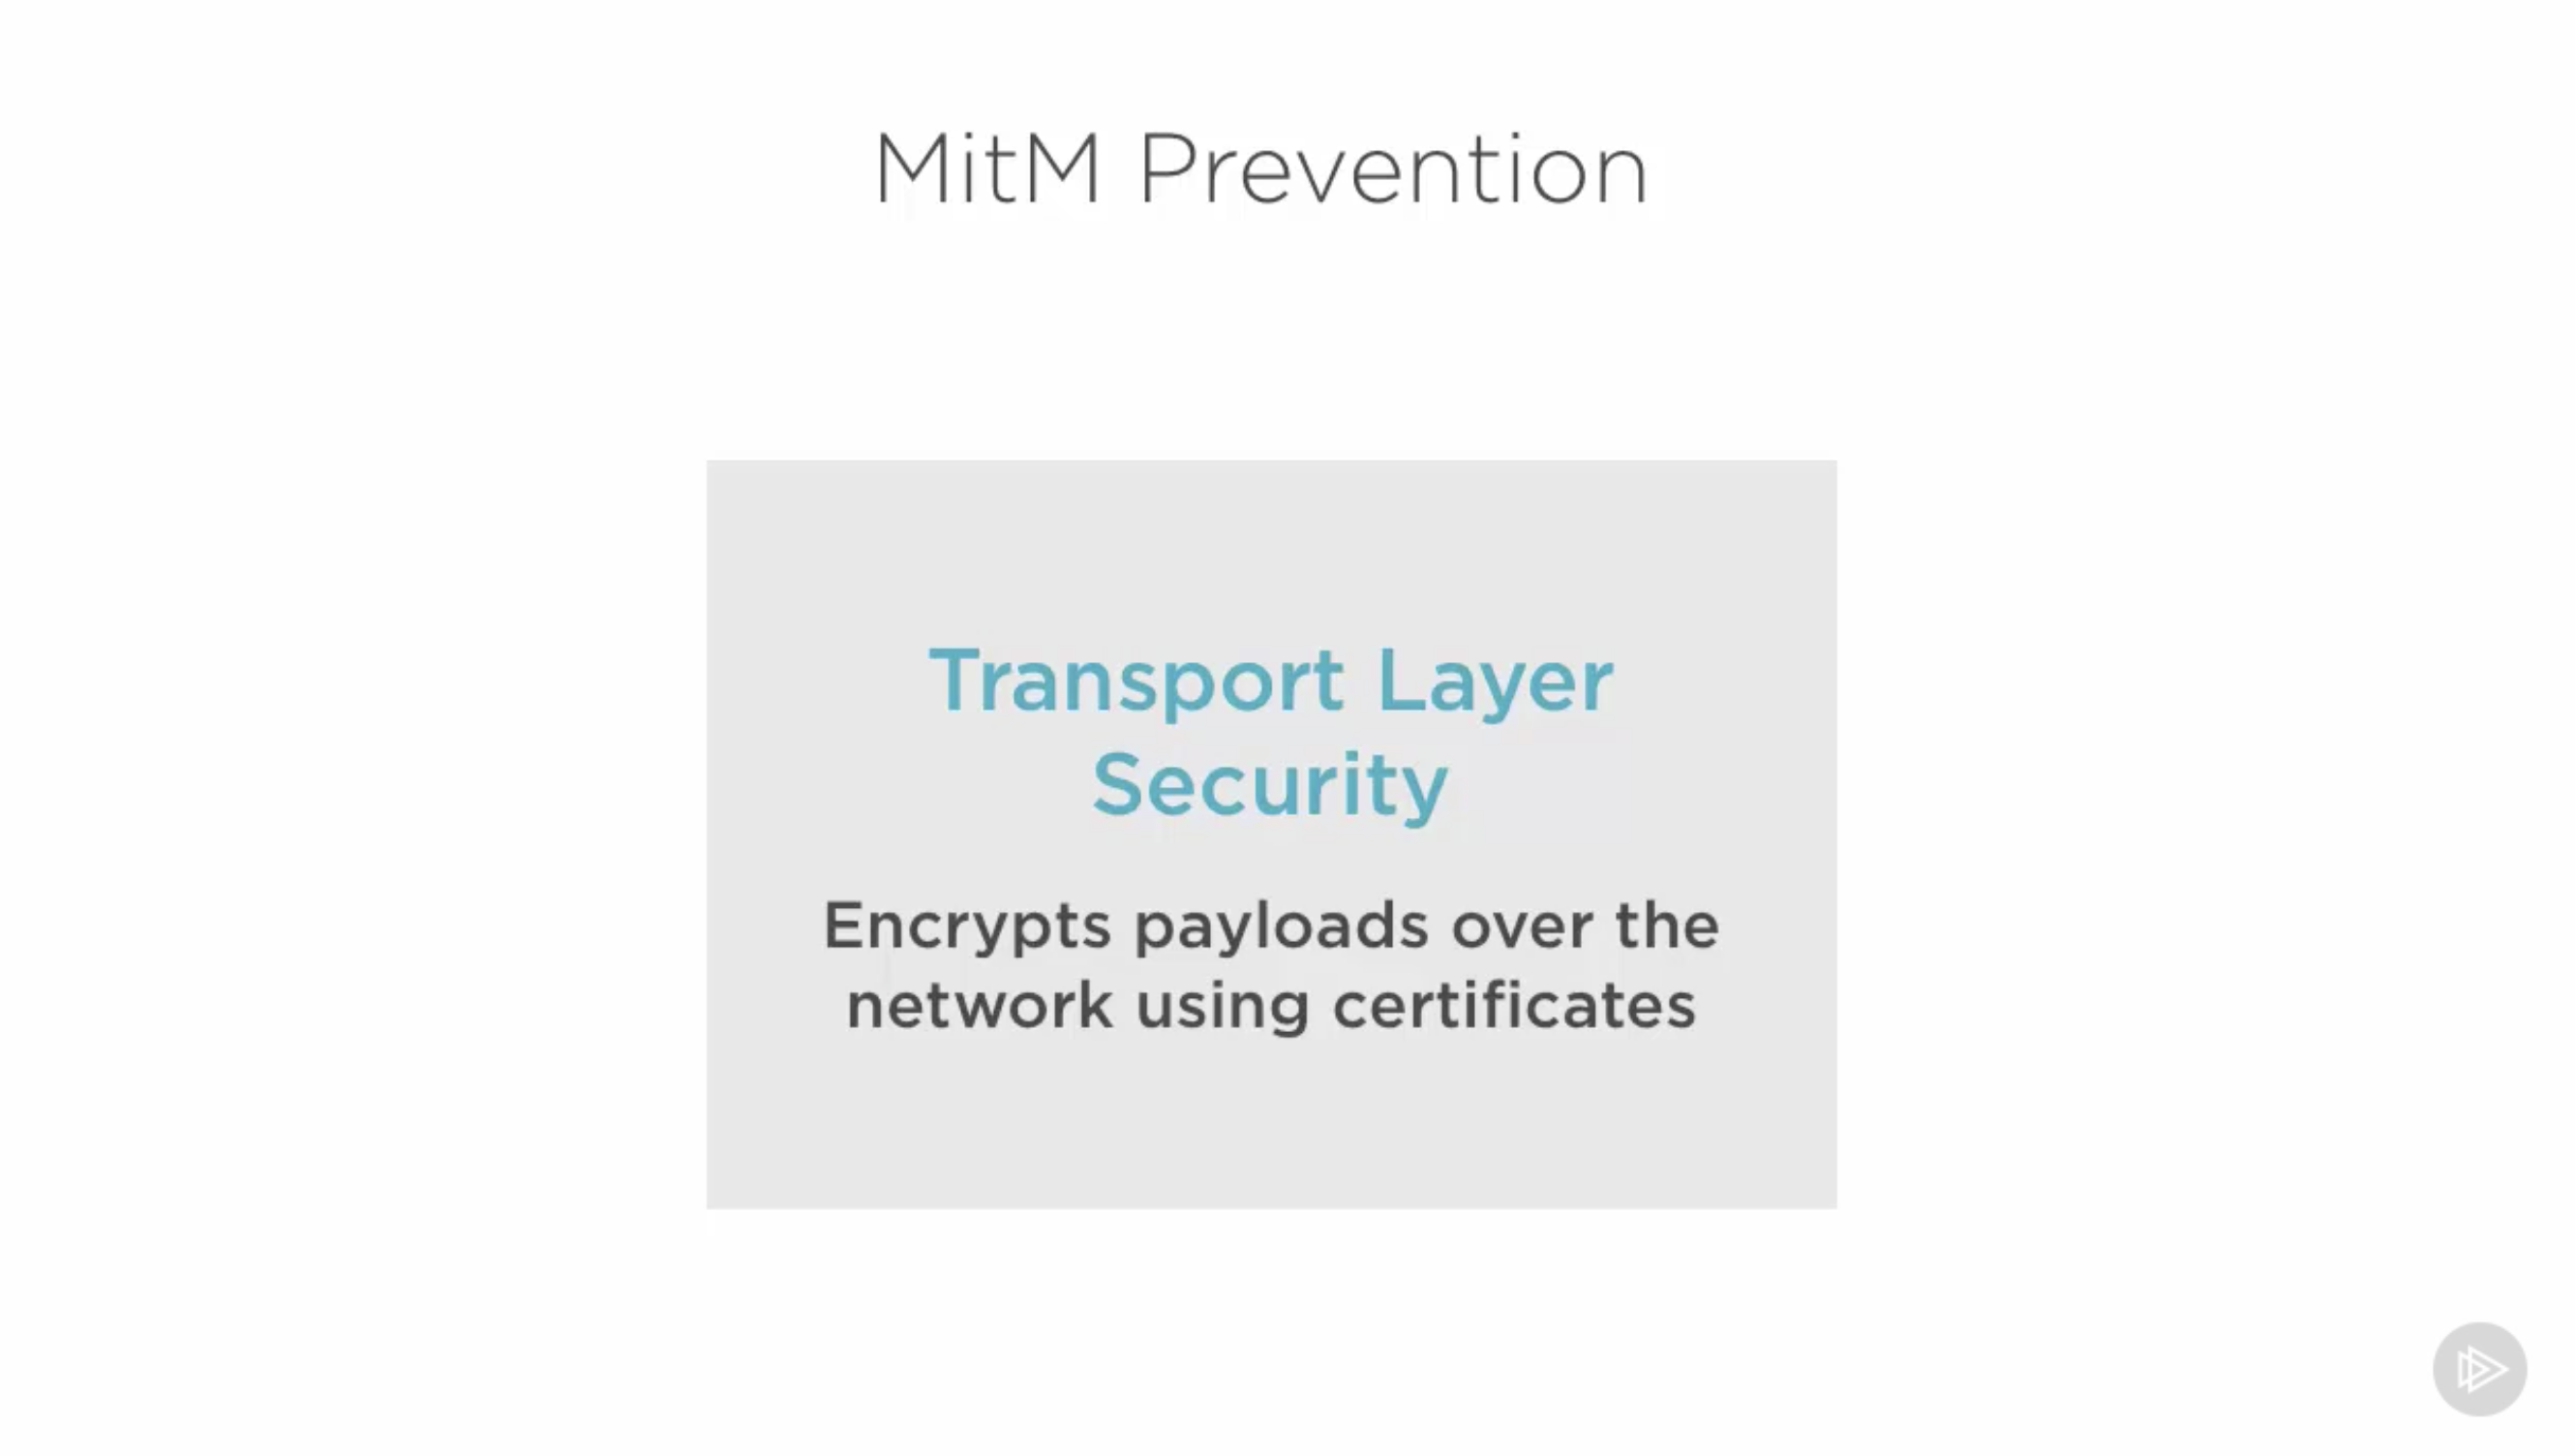 MitM Prevention
Transport Layer
Security
Encrypts payloads over the
network using certificates